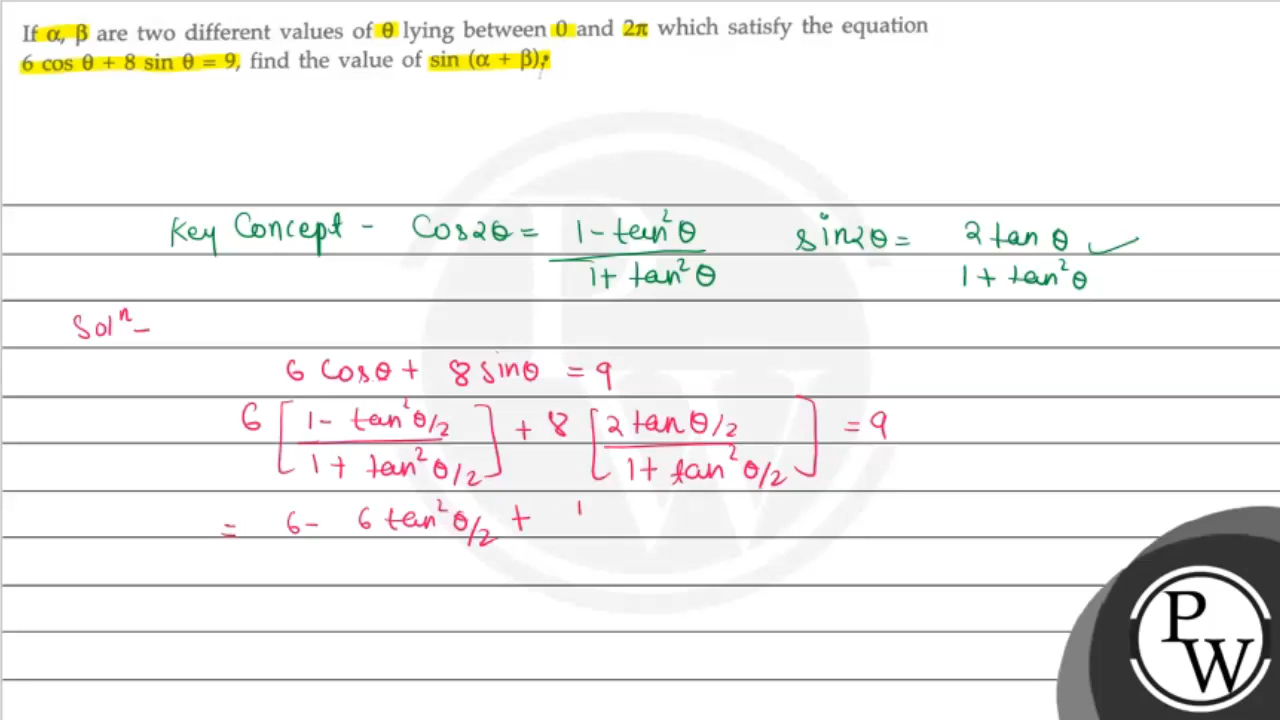 If α, β are two different values of θ lying between 0 and 2π which satisfy the equation
6 cos θ + 8 sin θ = 9, find the value of sin (α + β).
Key Concept - Cos2θ = 1 - tan²θ / 1 + tan²θ sin2θ = 2 tan θ / 1 + tan²θ
Solⁿ -
6 Cosθ + 8 sinθ = 9
6 [1 - tan²θ/2 / 1 + tan²θ/2] + 8 [2 tan θ/2 / 1 + tan²θ/2] = 9
= 6 - 6 tan²θ/2 + 1
PW